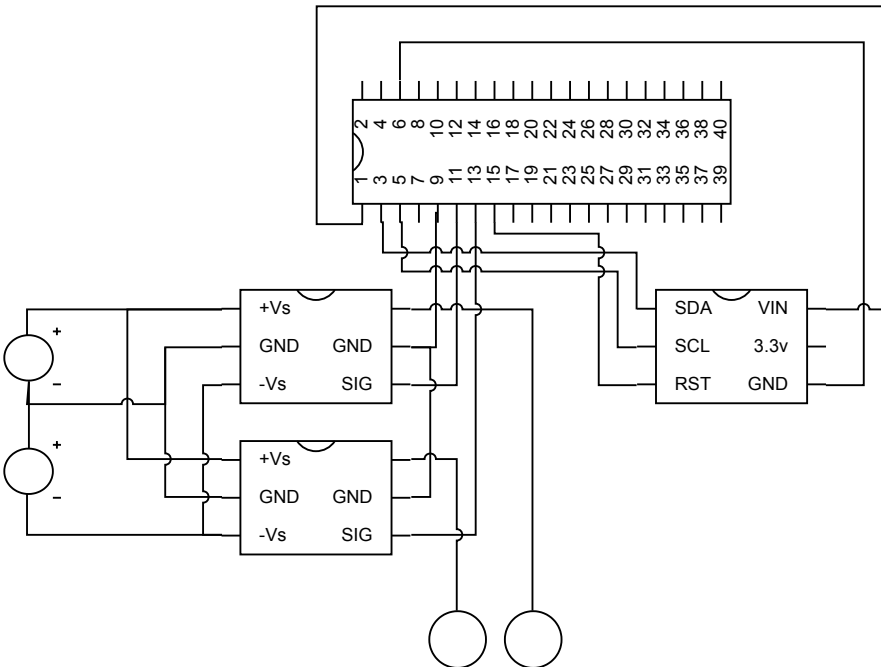 2 4 6 8 10 12 14 16 18 20 22 24 26 28 30 32 34 36 38 40
1 3 5 7 9 11 13 15 17 19 21 23 25 27 29 31 33 35 37 39
+Vs
GND GND
-Vs SIG
SDA VIN
SCL 3.3v
RST GND
+
−
+
−
+Vs
GND GND
-Vs SIG